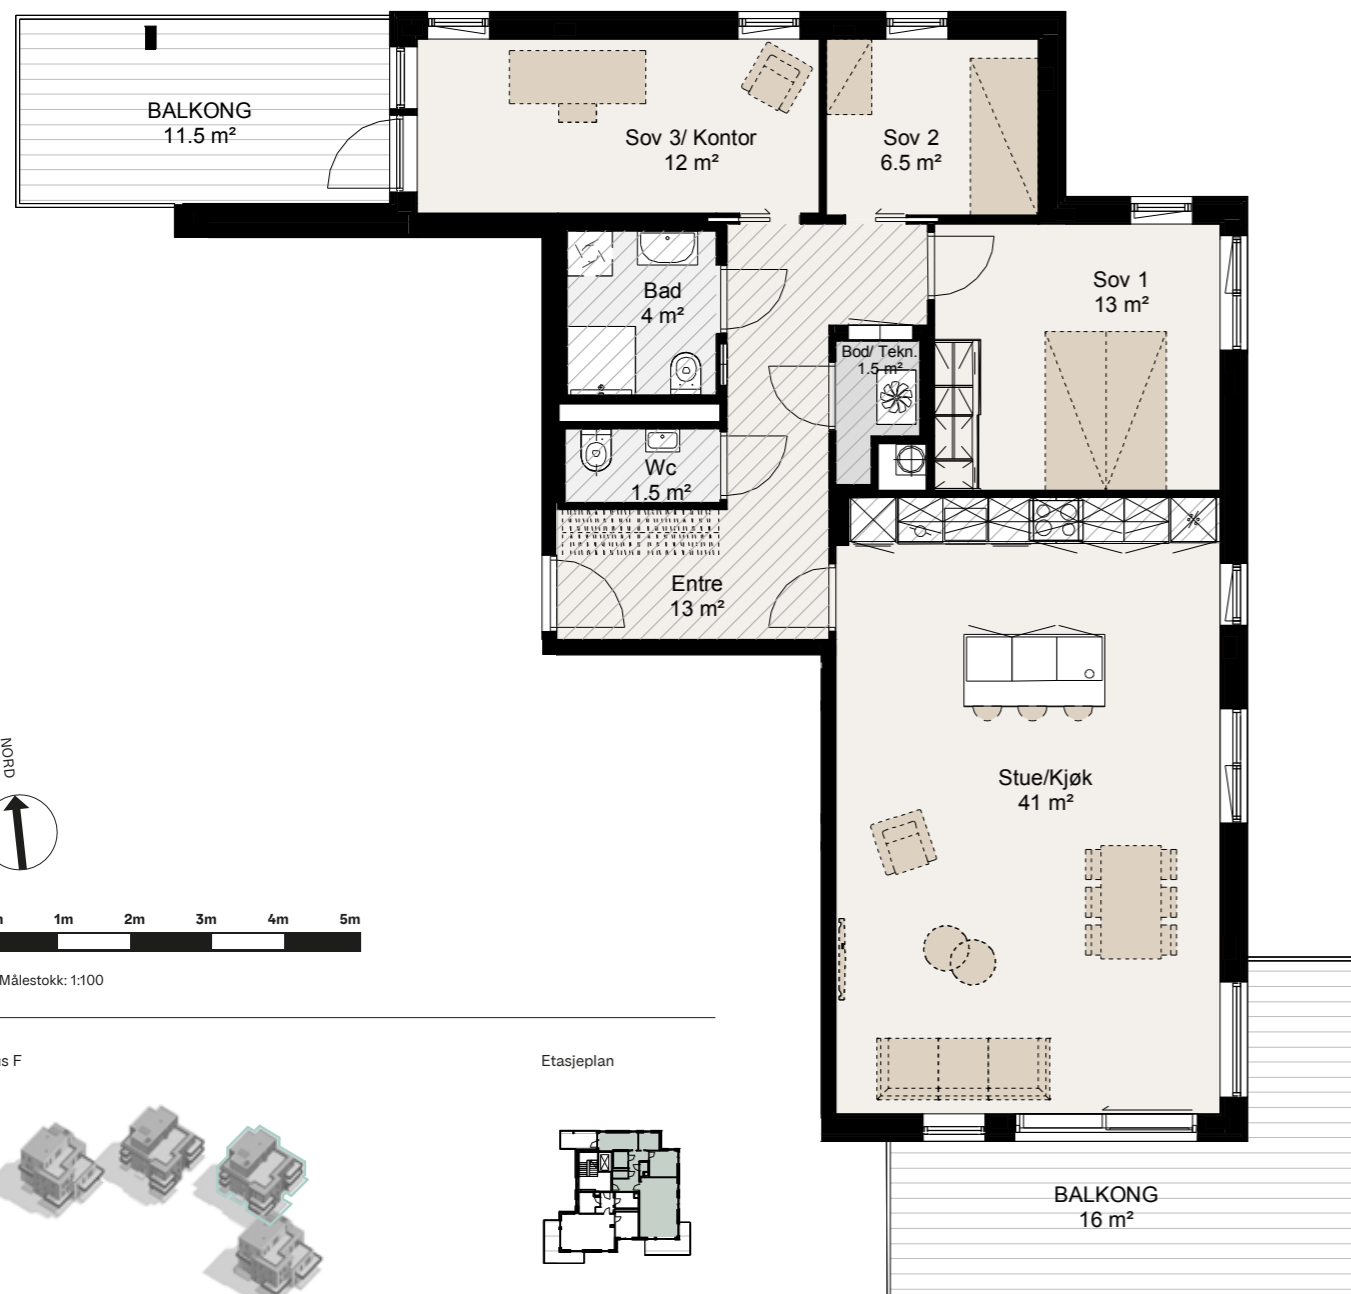 BALKONG
11.5 m²
Sov 3/ Kontor
12 m²
Sov 2
6.5 m²
Sov 1
13 m²
Bad
4 m²
Bod/ Tekn.
1.5 m²
Wc
1.5 m²
Entre
13 m²
Stue/Kjøk
41 m²
NORD
1m 2m 3m 4m 5m
Målestokk: 1:100
s F
Etasjeplan
BALKONG
16 m²